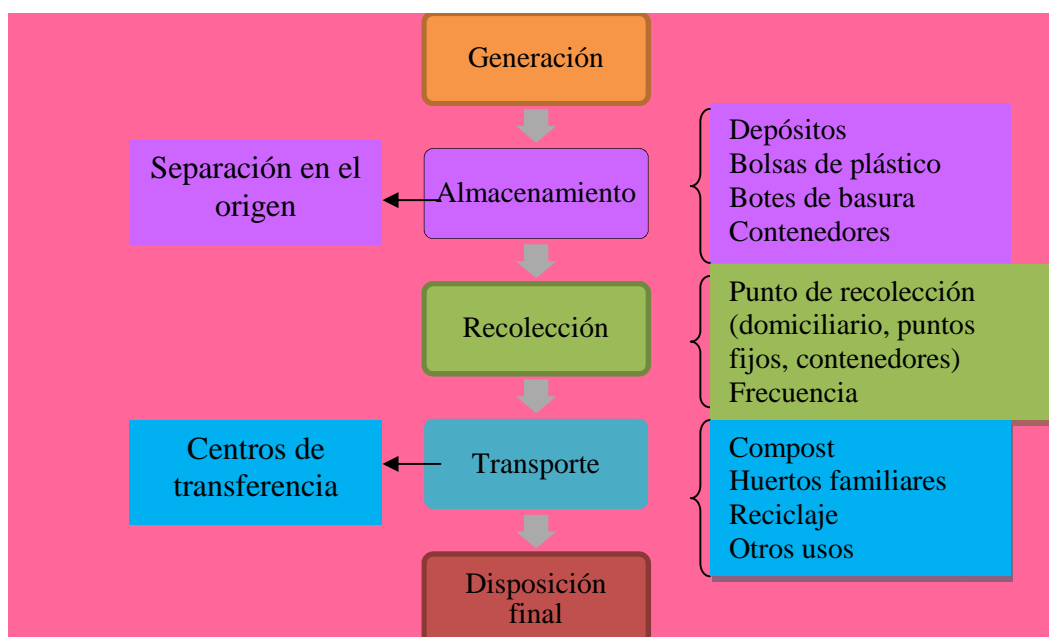 Generación
Depósitos
Bolsas de plástico
Botes de basura
Contenedores
Separación en el
origen
Almacenamiento
Recolección
Punto de recolección
(domiciliario, puntos
fijos, contenedores)
Frecuencia
Centros de
transferencia
Transporte
Compost
Huertos familiares
Reciclaje
Otros usos
Disposición
final